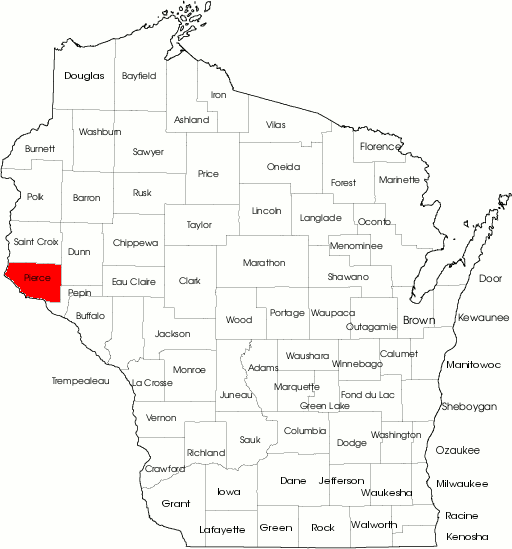 Douglas
Bayfield
Iron
Ashland
Vilas
Washburn
Burnett
Sawyer
Florence
Price
Oneida
Forest
Marinette
Polk
Barron
Rusk
Lincoln
Langlade
Oconto
Taylor
Saint Croix
Dunn
Chippewa
Menominee
Marathon
Shawano
Pierce
Pepin
Eau Claire
Clark
Door
Buffalo
Wood
Portage
Waupaca
Outagamie
Brown
Kewaunee
Jackson
Trempealeau
La Crosse
Monroe
Adams
Waushara
Winnebago
Calumet
Manitowoc
Juneau
Marquette
Green Lake
Fond du Lac
Sheboygan
Vernon
Richland
Sauk
Columbia
Dodge
Washington
Ozaukee
Crawford
Grant
Iowa
Dane
Jefferson
Waukesha
Milwaukee
Lafayette
Green
Rock
Walworth
Racine
Kenosha